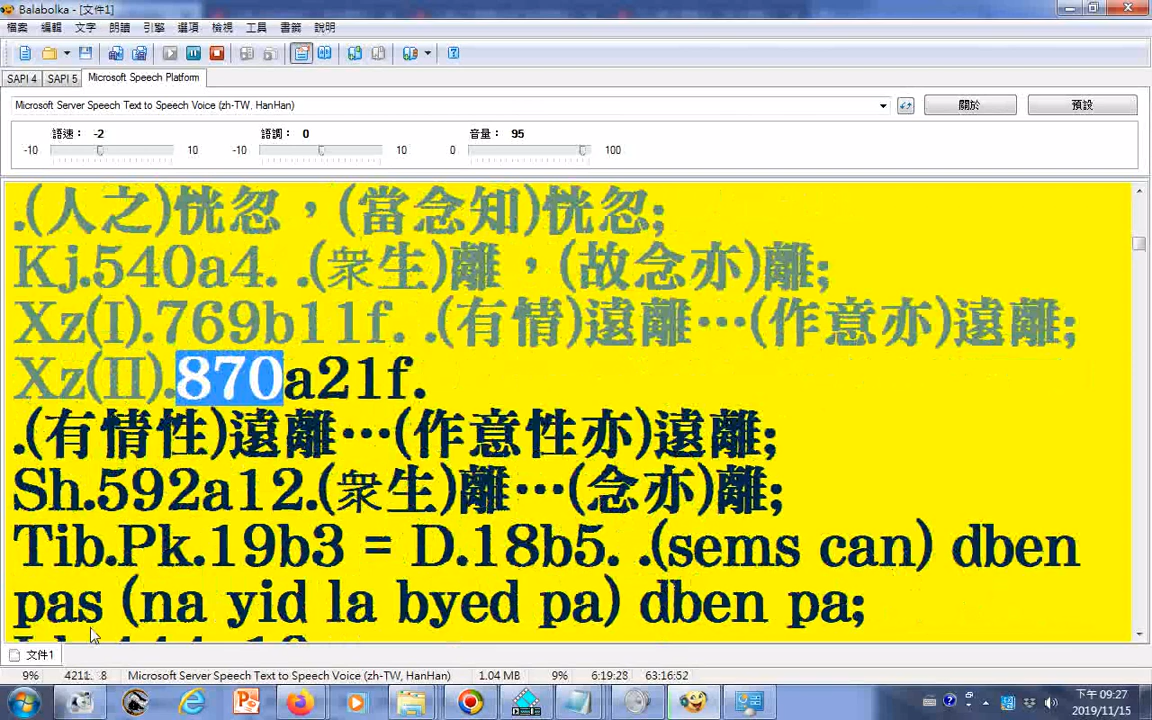 Balabolka - [文件1]
檔案 編輯 文字 朗讀 引擎 選項 檢視 工具 書籤 說明
SAPI 4 SAPI 5 Microsoft Speech Platform
Microsoft Server Speech Text to Speech Voice (zh-TW, HanHan) 關於 預設
語速： -2 語調： 0 音量： 95
-10 10 -10 10 0 100
.(人之)恍忽，(當念知)恍忽;
Kj.540a4. .(衆生)離，(故念亦)離;
Xz(I).769b11f. .(有情)遠離…(作意亦)遠離;
Xz(II).870a21f.
.(有情性)遠離…(作意性亦)遠離;
Sh.592a12.(衆生)離…(念亦)離;
Tib.Pk.19b3 = D.18b5. .(sems can) dben
pas (na yid la byed pa) dben pa;
文件1
9% Microsoft Server Speech Text to Speech Voice (zh-TW, HanHan) 1.04 MB 9% 6:19:28 63:16:52
下午 09:27
2019/11/15